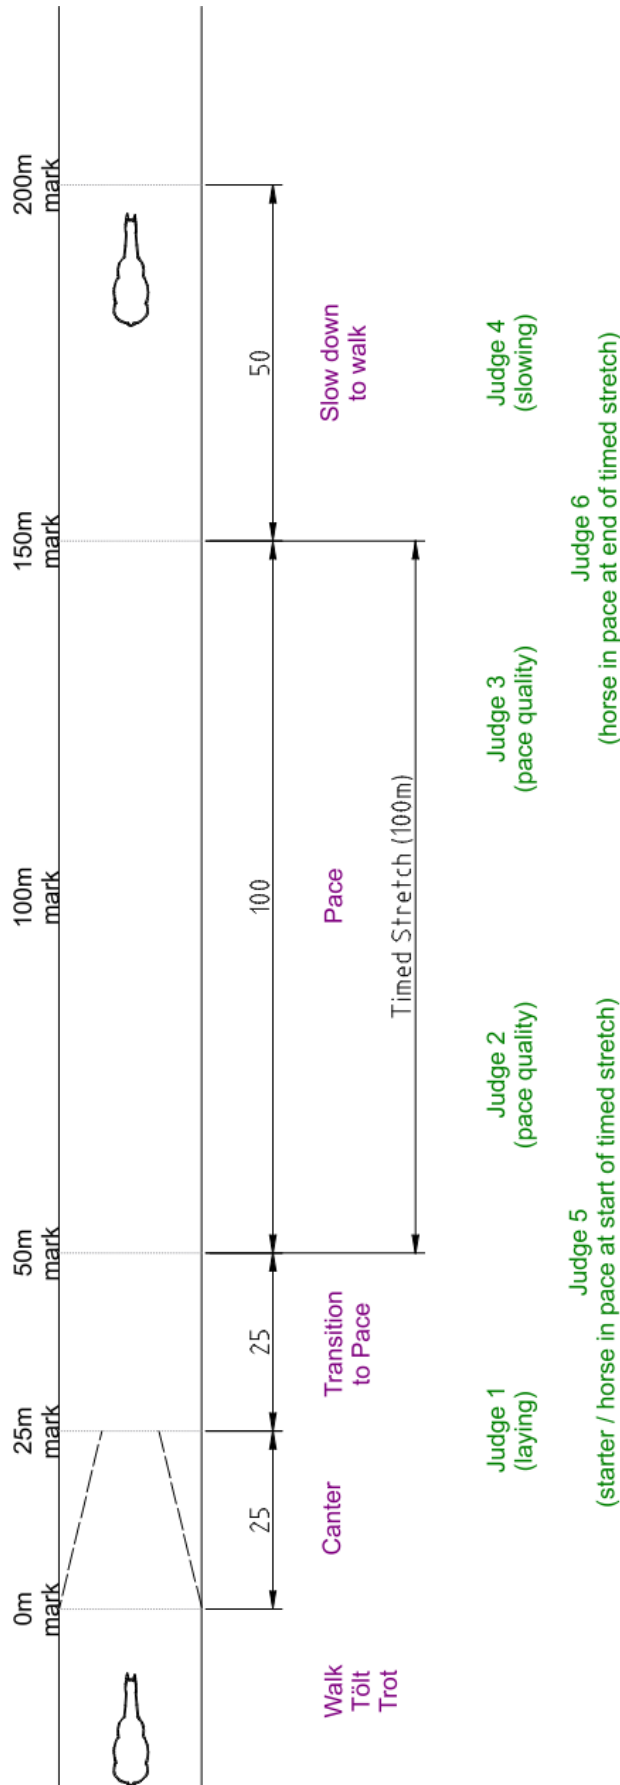 0m
mark
25m
mark
50m
mark
100m
mark
150m
mark
200m
mark
25
25
100
50
Timed Stretch (100m)
Walk
Tölt
Trot
Canter
Transition
to Pace
Pace
Slow down
to walk
Judge 1
(laying)
Judge 2
(pace quality)
Judge 3
(pace quality)
Judge 4
(slowing)
Judge 5
(starter / horse in pace at start of timed stretch)
Judge 6
(horse in pace at end of timed stretch)